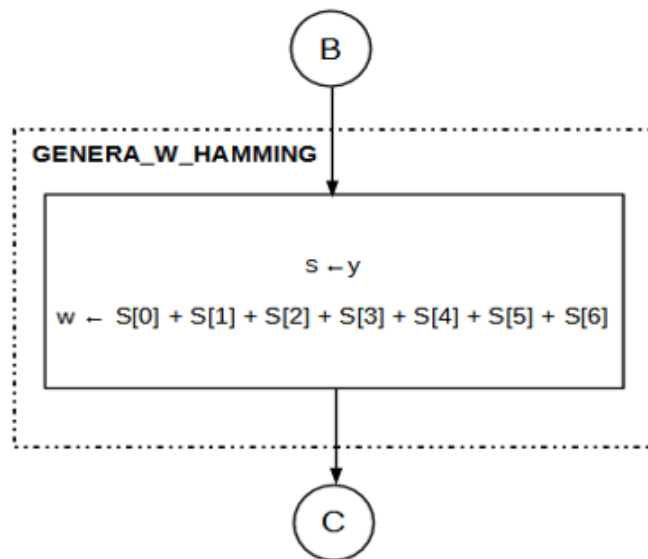 B
GENERA_W_HAMMING
s ←y
w ← S[0] + S[1] + S[2] + S[3] + S[4] + S[5] + S[6]
C